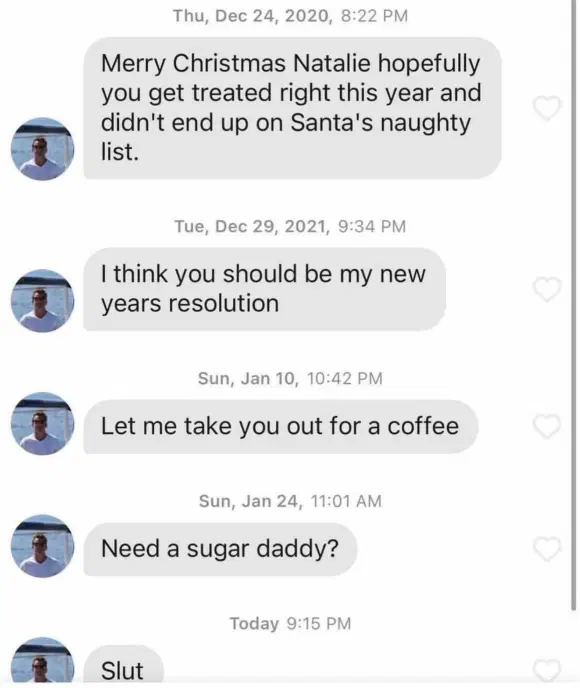 Thu, Dec 24, 2020, 8:22 PM
Merry Christmas Natalie hopefully
you get treated right this year and
didn't end up on Santa's naughty
list.
Tue, Dec 29, 2021, 9:34 PM
I think you should be my new
years resolution
Sun, Jan 10, 10:42 PM
Let me take you out for a coffee
Sun, Jan 24, 11:01 AM
Need a sugar daddy?
Today 9:15 PM
Slut